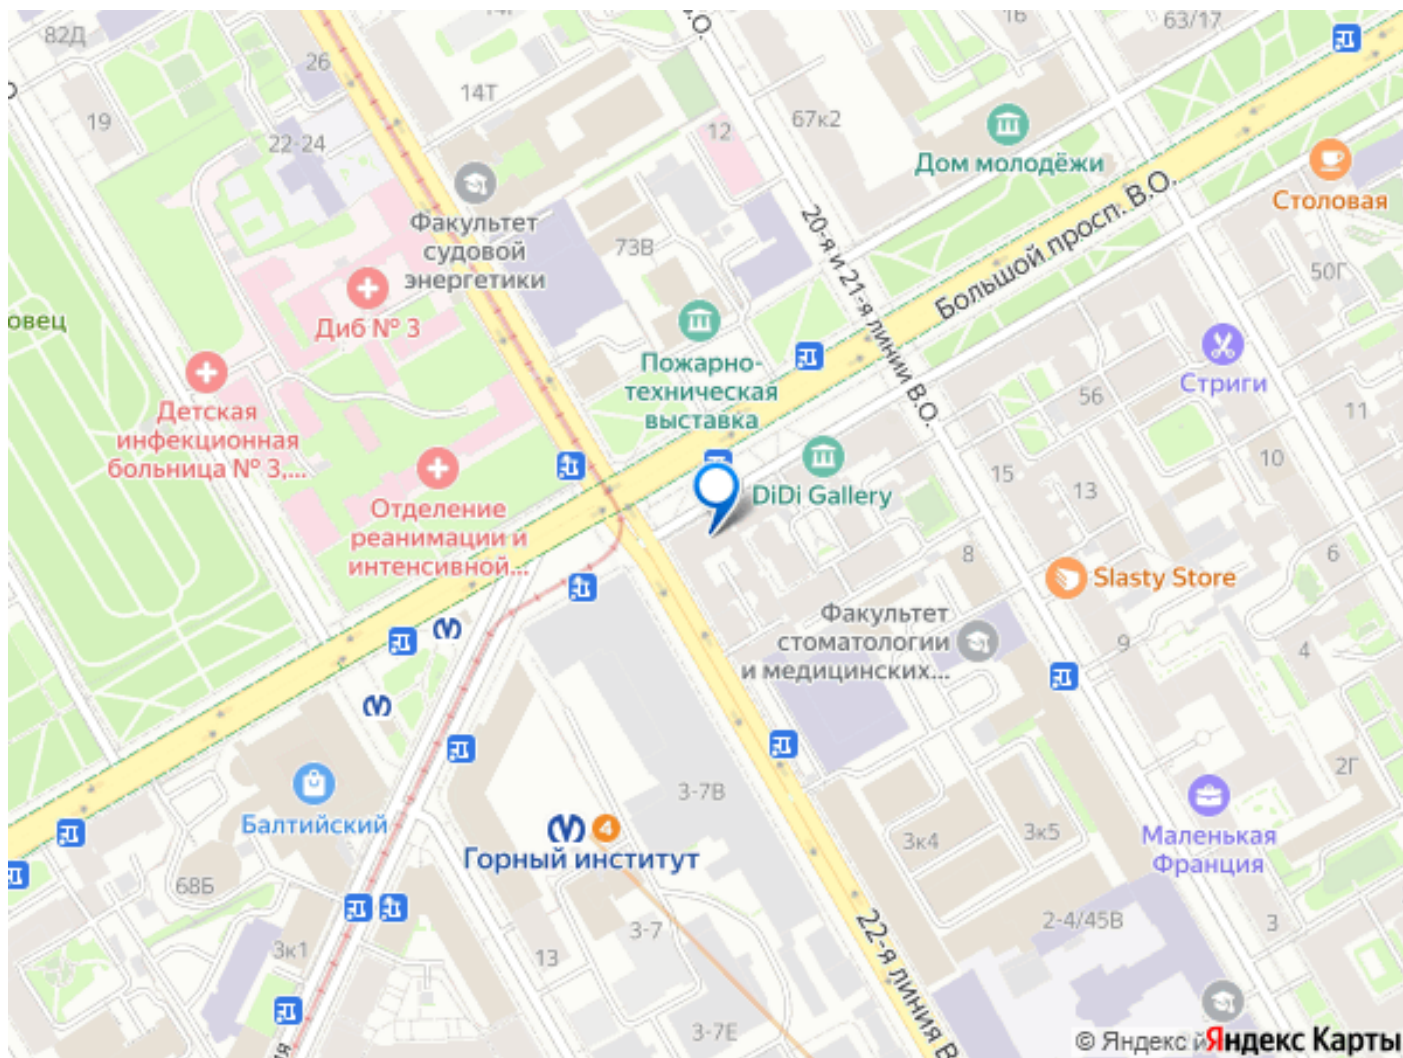 82Д
14Т
В.О.
16
63/17
26
14Т
19
22-24
12
67к2
Дом молодёжи
Столовая
Факультет
судовой
энергетики
73В
20-я и 21-я линии В.О.
Большой просп. В.О.
50Г
Диб № 3
овец
Пожарно-
техническая
выставка
Стриги
Детская
инфекционная
больница № 3,...
56
11
10
15
13
DiDi Gallery
Отделение
реанимации и
интенсивной...
8
6
Slasty Store
Факультет
стоматологии
и медицинских...
9
4
3-7В
2Г
Балтийский
4
Горный институт
3к4
3к5
Маленькая
Франция
68Б
2-4/45В
3
3-7
13
3к1
22-я линия В
3-7Е
я
© Яндекс
Яндекс Карты